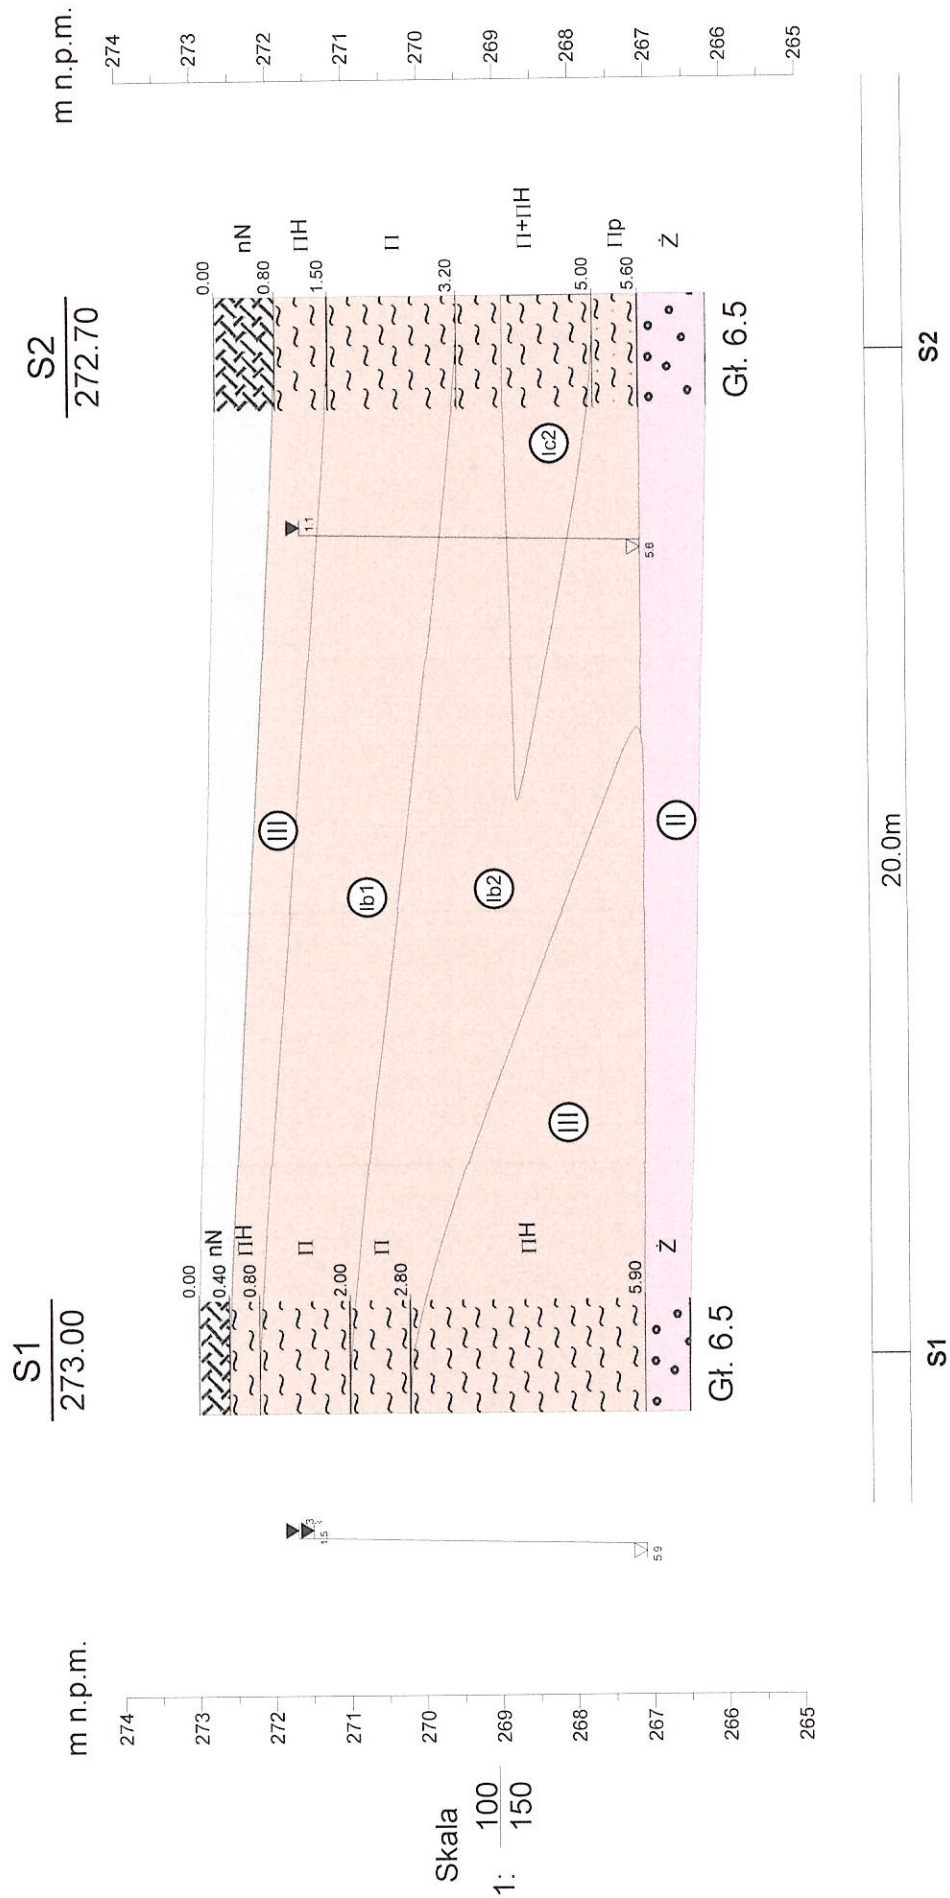 Skala
1: 100
150
m n.p.m.
274
273
272
271
270
269
268
267
266
265
S1
273.00
0.00
0.40 nN
0.80 ΠH
Π
2.00
Π
2.80
ΠH
5.90
Ż
Gł. 6.5
1.5
5.9
III
Ib1
Ib2
III
II
1.1
5.6
Ic2
S2
272.70
0.00
nN
0.80
ΠH
1.50
Π
3.20
Π+ΠH
5.00
Πp
5.60
Ż
Gł. 6.5
m n.p.m.
274
273
272
271
270
269
268
267
266
265
S1
20.0m
S2